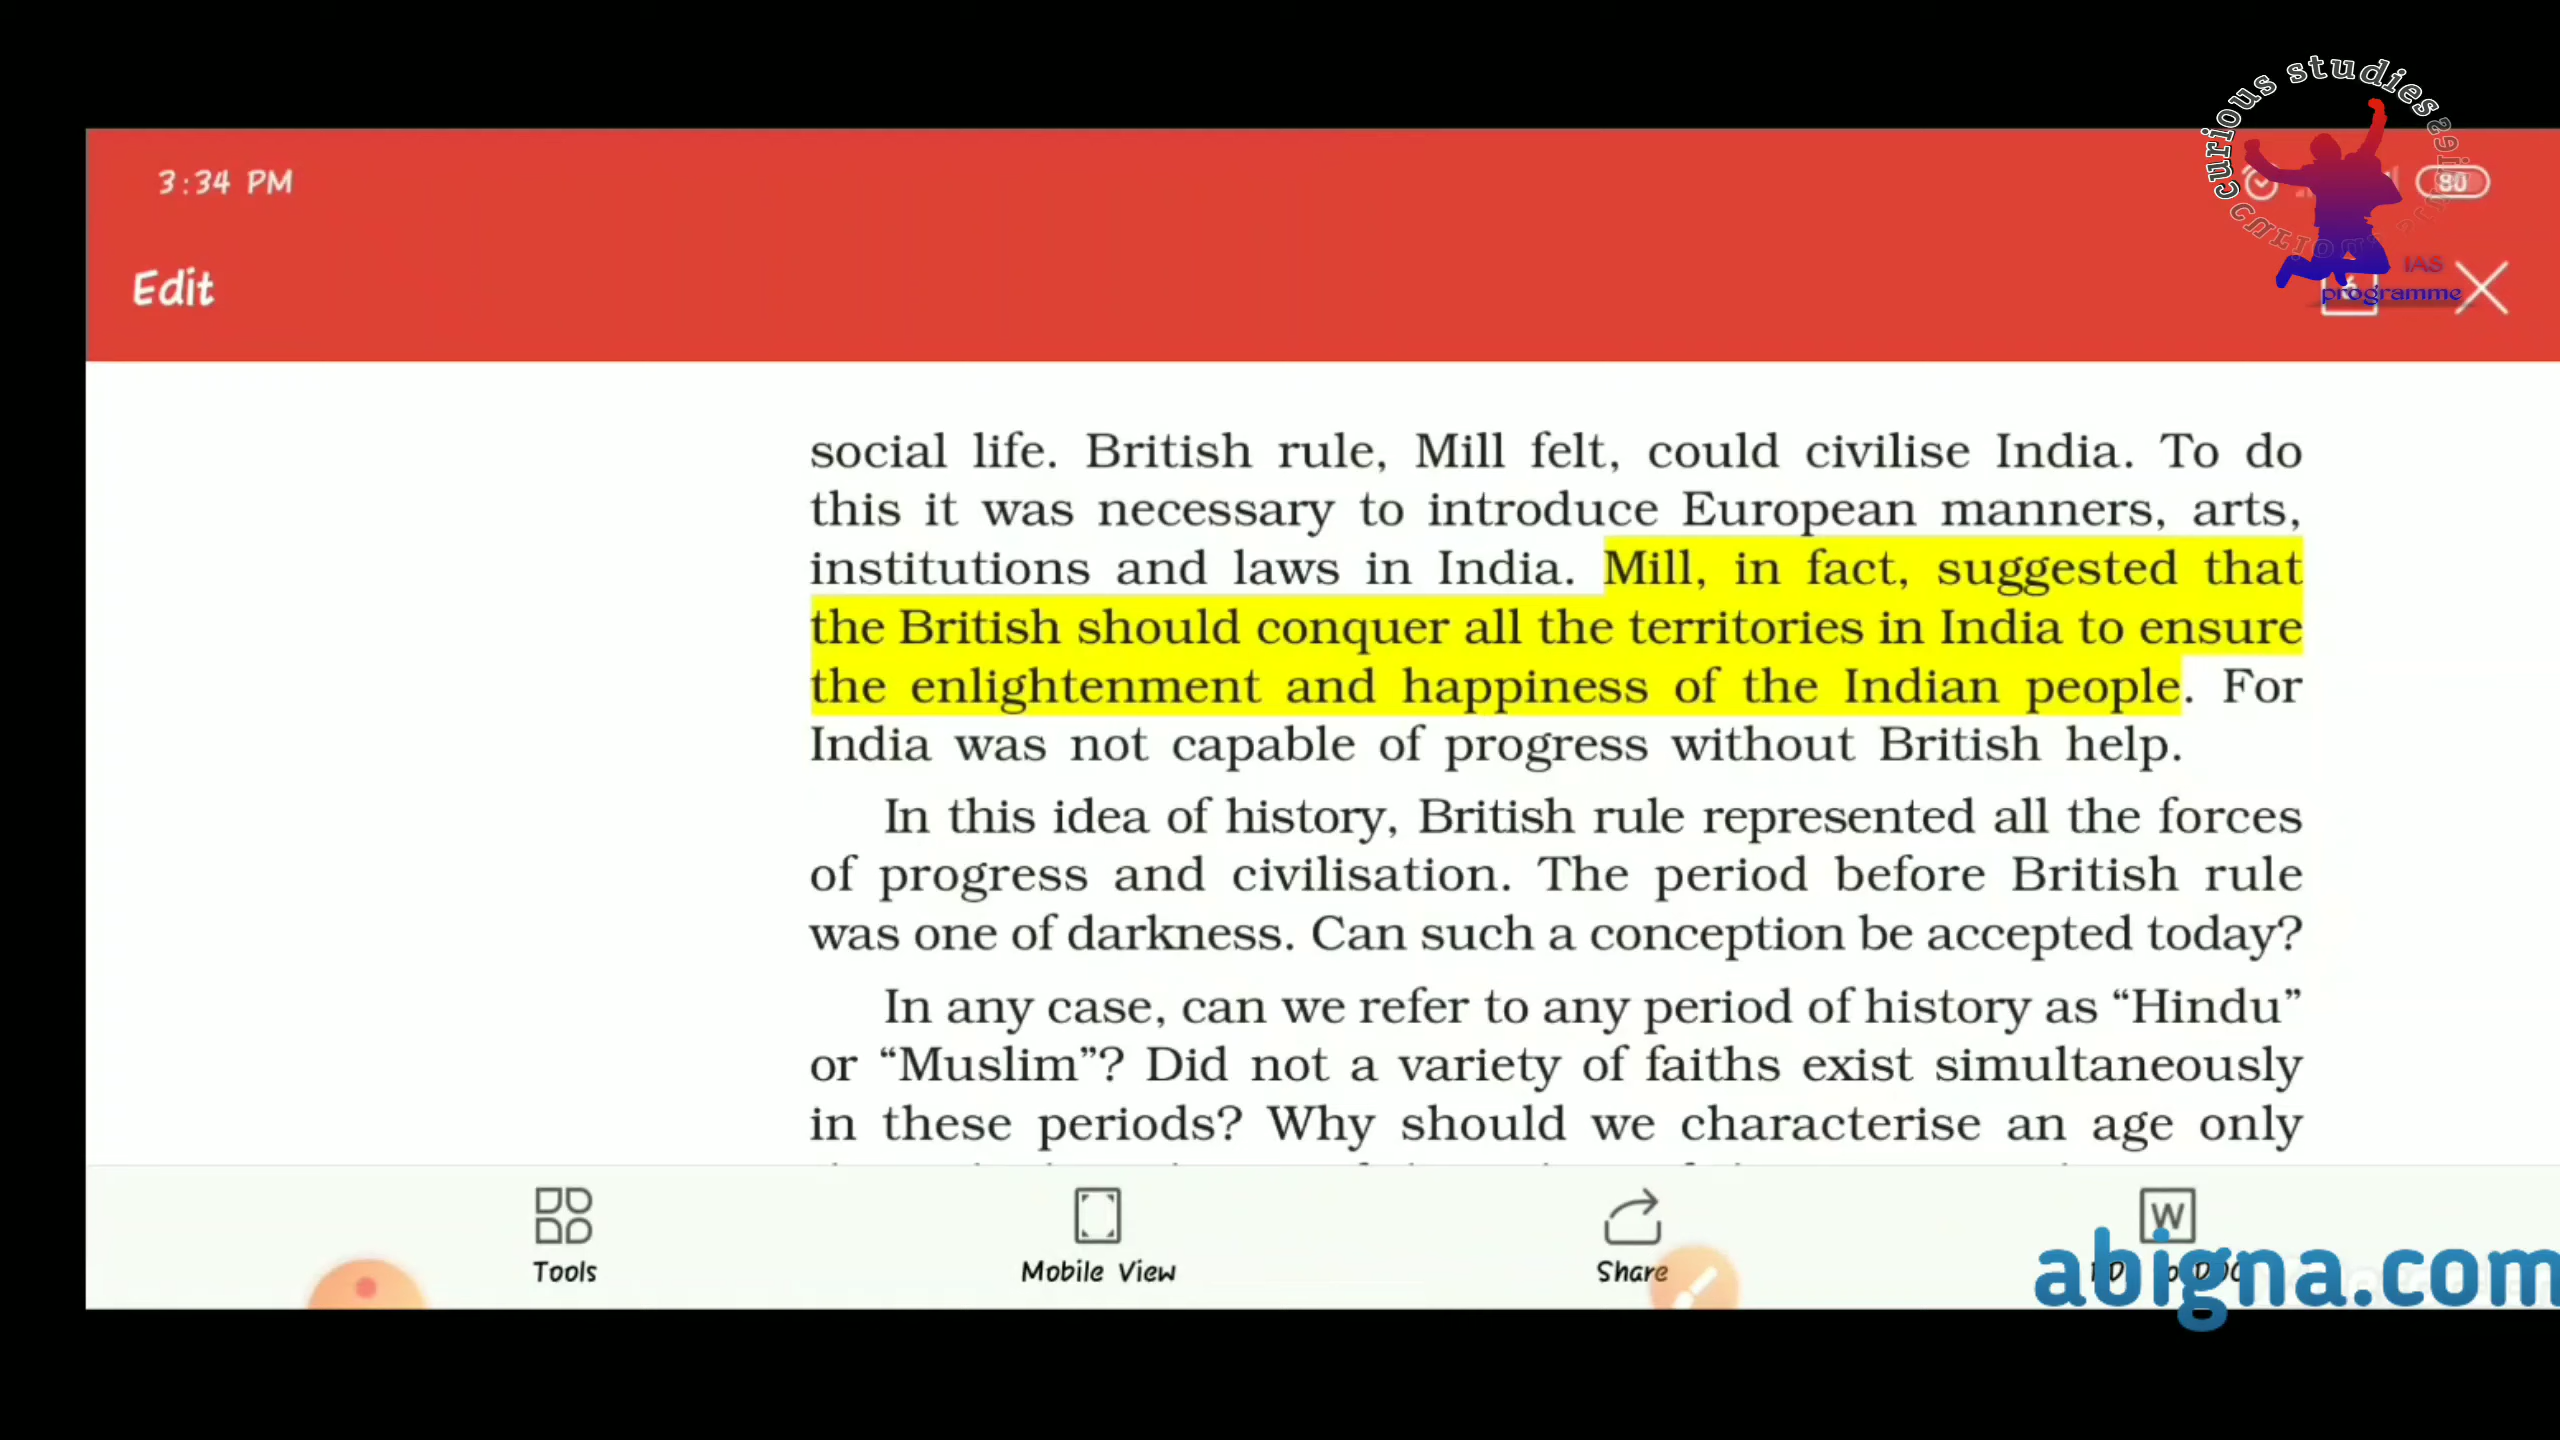 curious studies
3:34 PM
80
Edit
IAS
programme
social life. British rule, Mill felt, could civilise India. To do
this it was necessary to introduce European manners, arts,
institutions and laws in India. Mill, in fact, suggested that
the British should conquer all the territories in India to ensure
the enlightenment and happiness of the Indian people. For
India was not capable of progress without British help.
In this idea of history, British rule represented all the forces
of progress and civilisation. The period before British rule
was one of darkness. Can such a conception be accepted today?
In any case, can we refer to any period of history as “Hindu”
or “Muslim”? Did not a variety of faiths exist simultaneously
in these periods? Why should we characterise an age only
W
Tools
Mobile View
Share
abigna.com